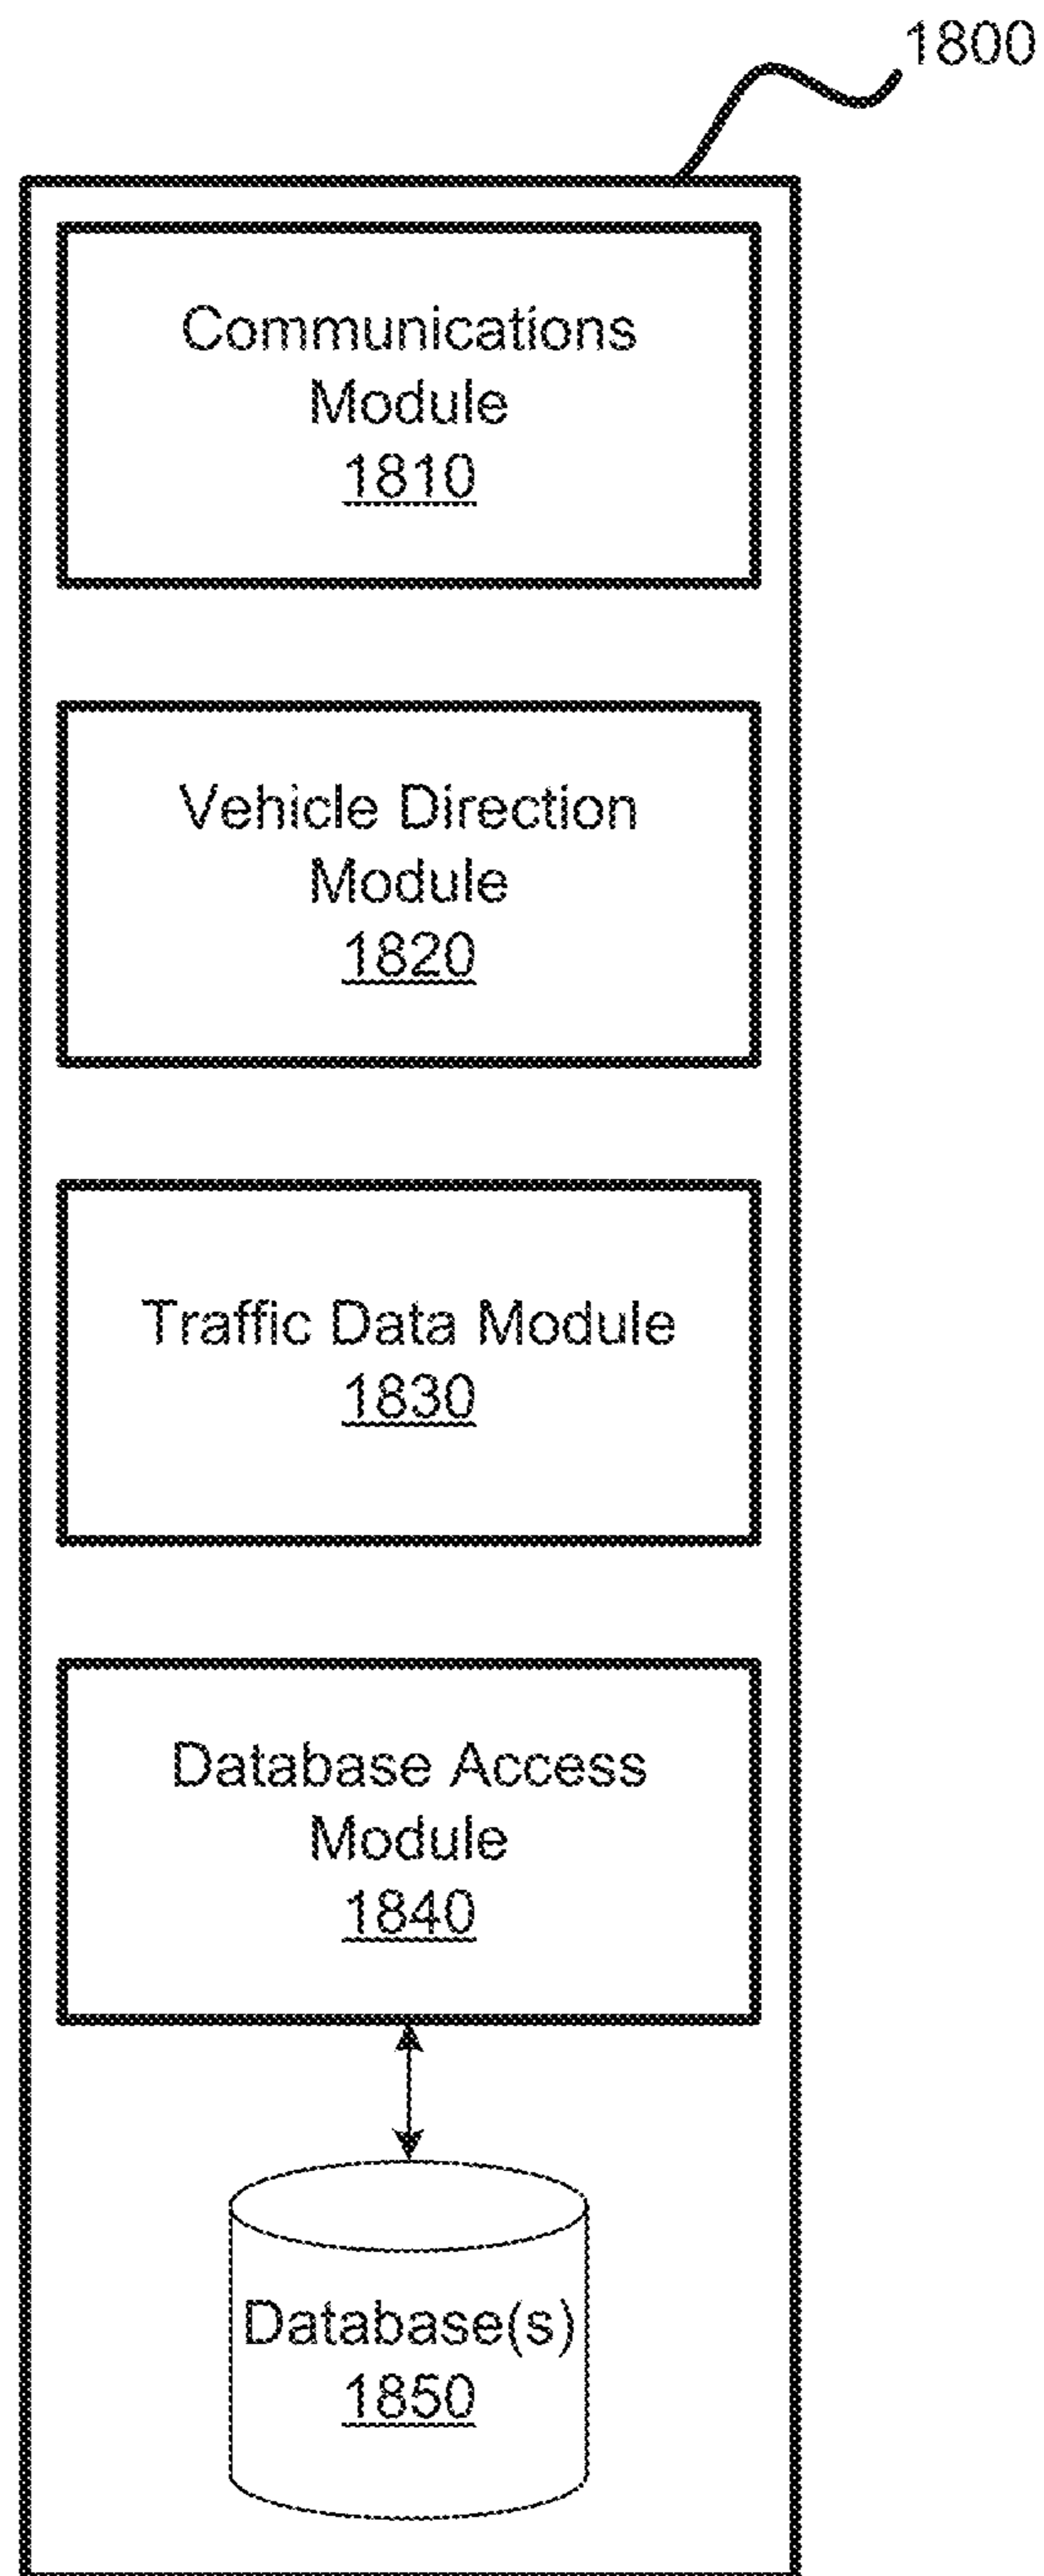 1800
Communications
Module
1810
Vehicle Direction
Module
1820
Traffic Data Module
1830
Database Access
Module
1840
Database(s)
1850